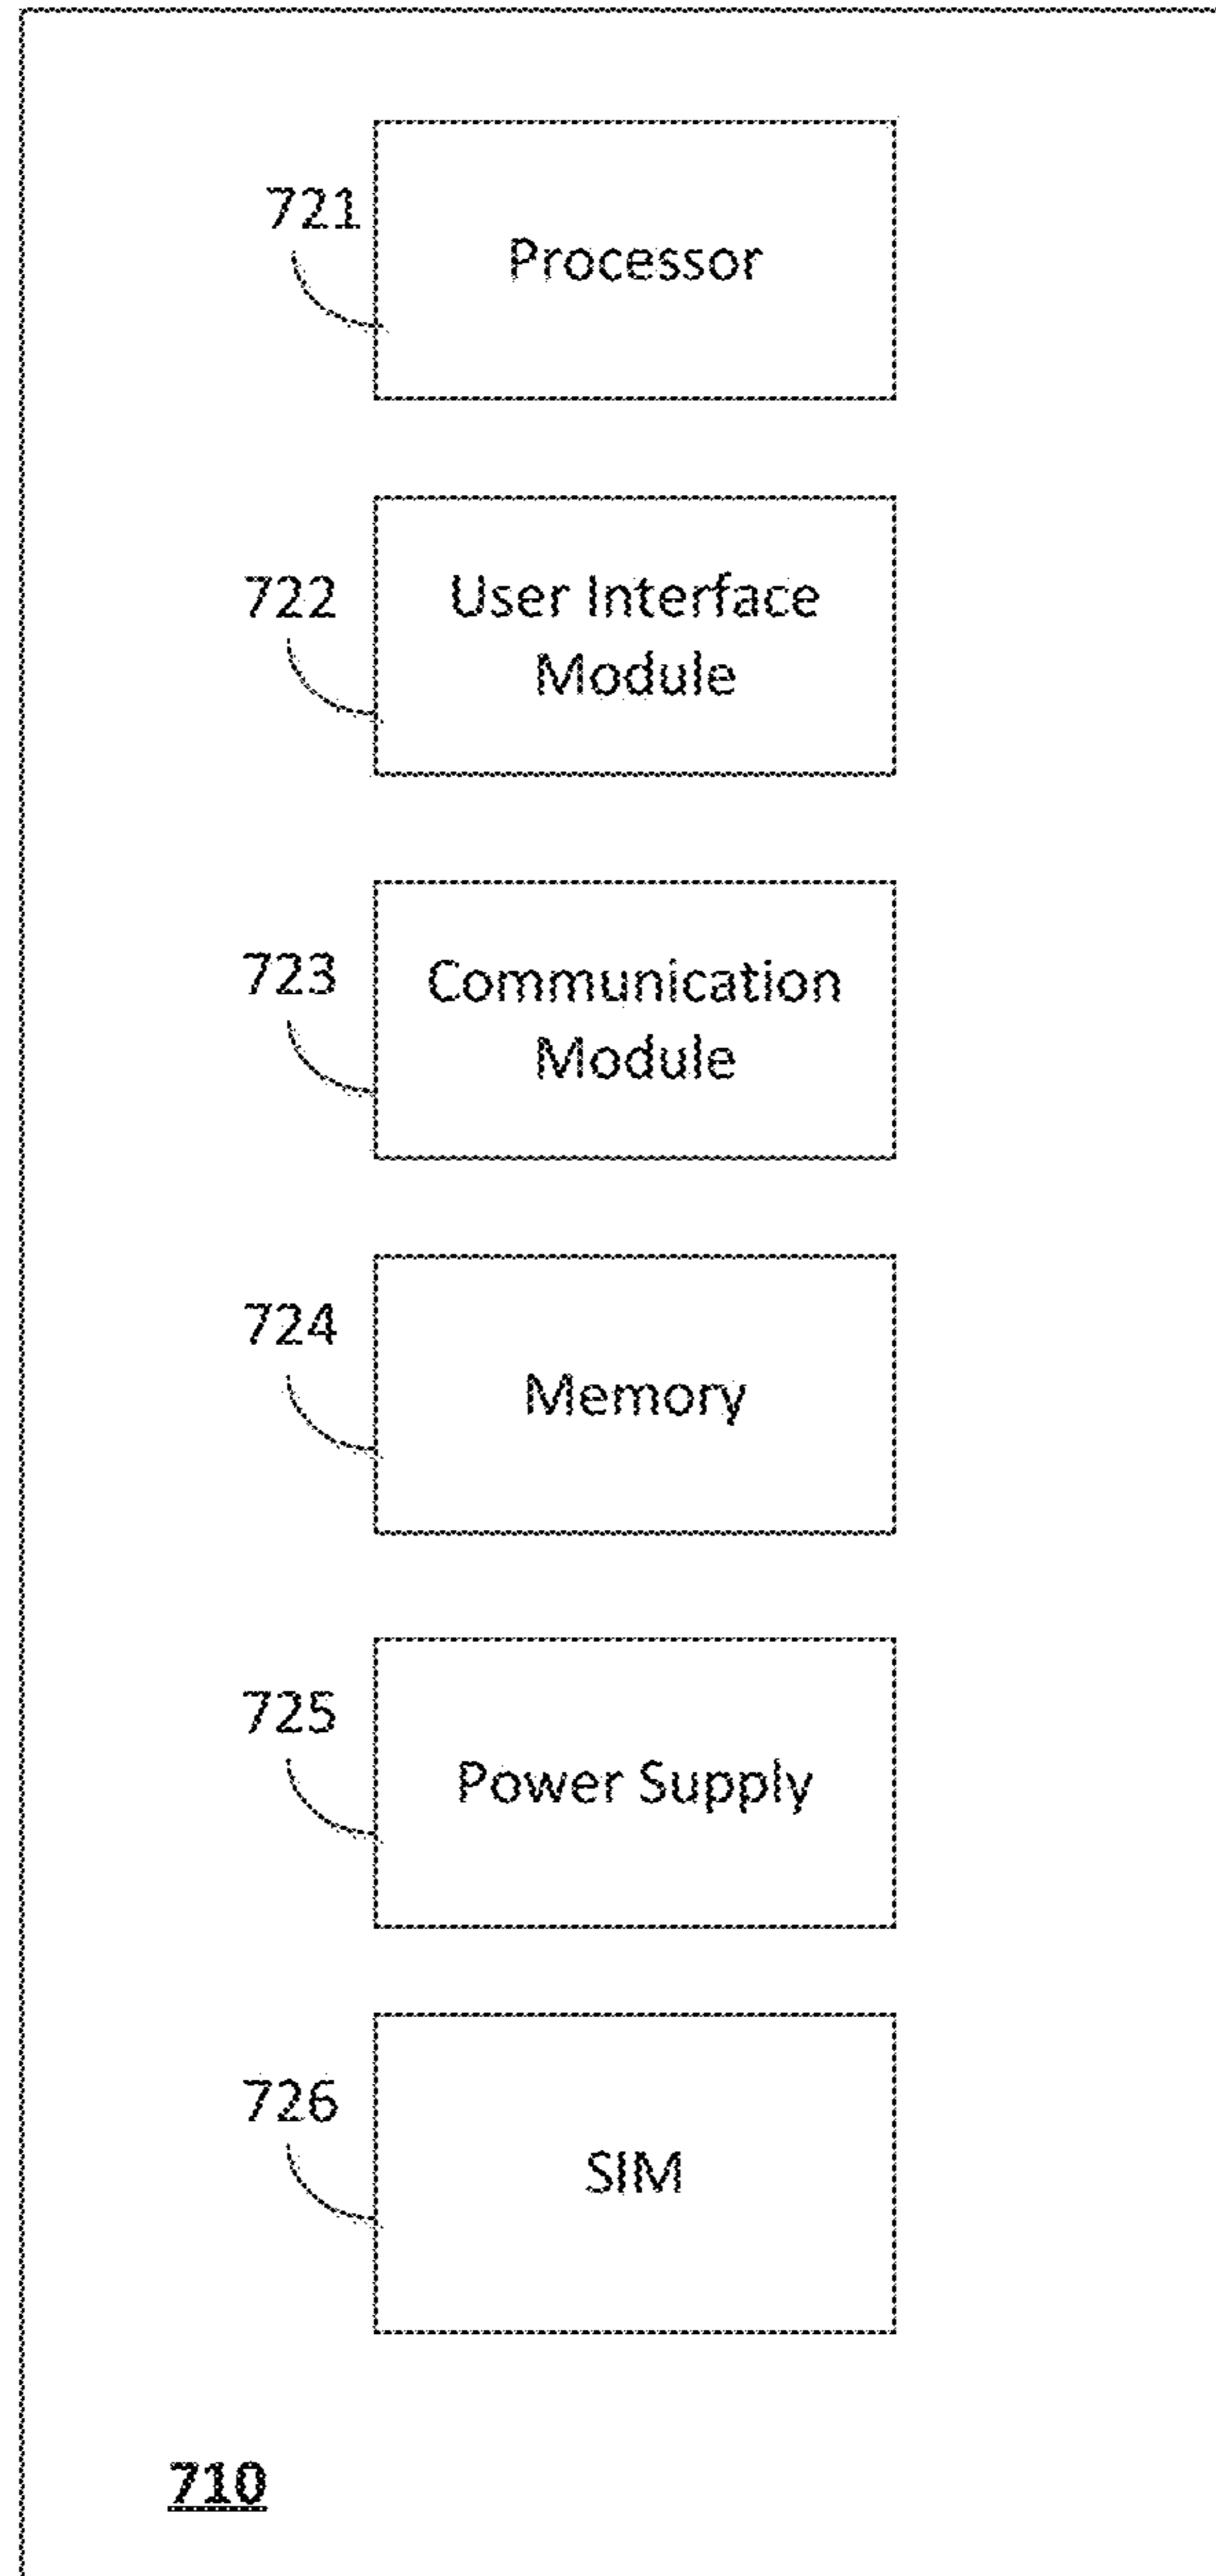 721
Processor
722
User Interface
Module
723
Communication
Module
724
Memory
725
Power Supply
726
SIM
710